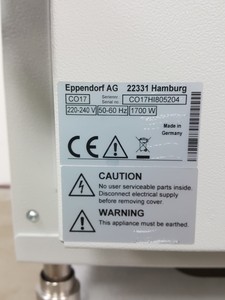 Eppendorf AG 22331 Hamburg
CO17 Seriennr. Serial no. CO17HI805204
220-240 V 50-60 Hz 1700 W
Made in
Germany
CE
CAUTION
No user serviceable parts inside.
Disconnect electrical supply
before removing cover.
WARNING
This appliance must be earthed.